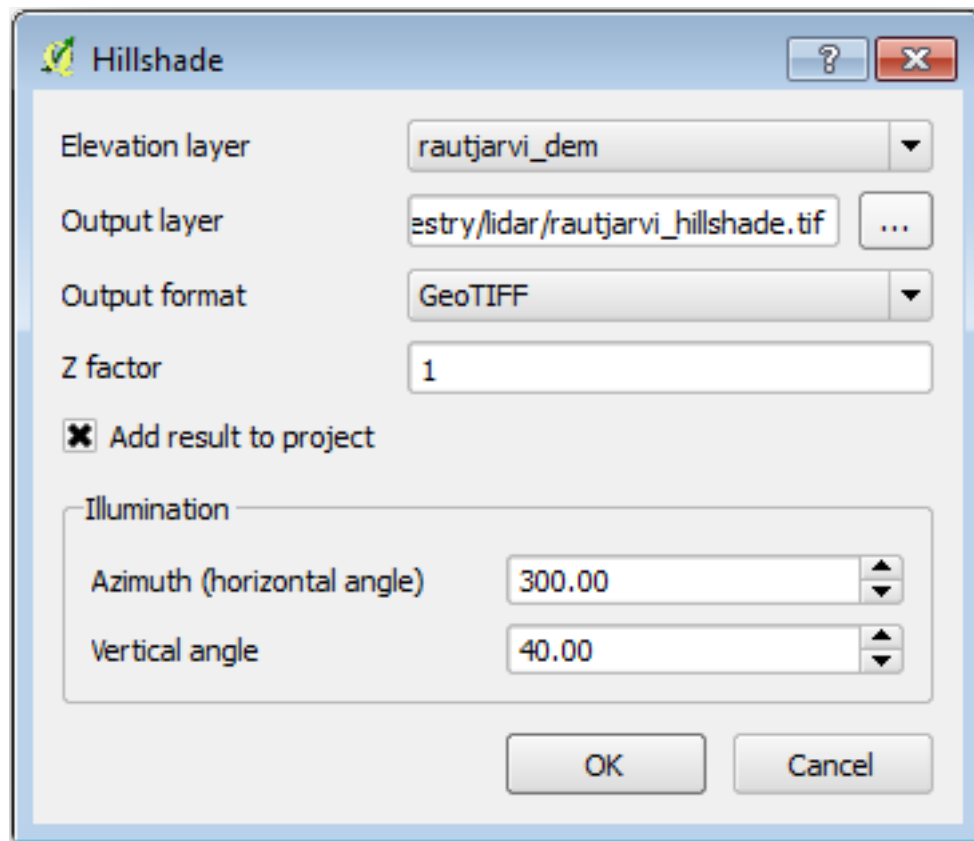 Hillshade
Elevation layer rautjarvi_dem
Output layer estry/lidar/rautjarvi_hillshade.tif ...
Output format GeoTIFF
Z factor 1
Add result to project
Illumination
Azimuth (horizontal angle) 300.00
Vertical angle 40.00
OK Cancel